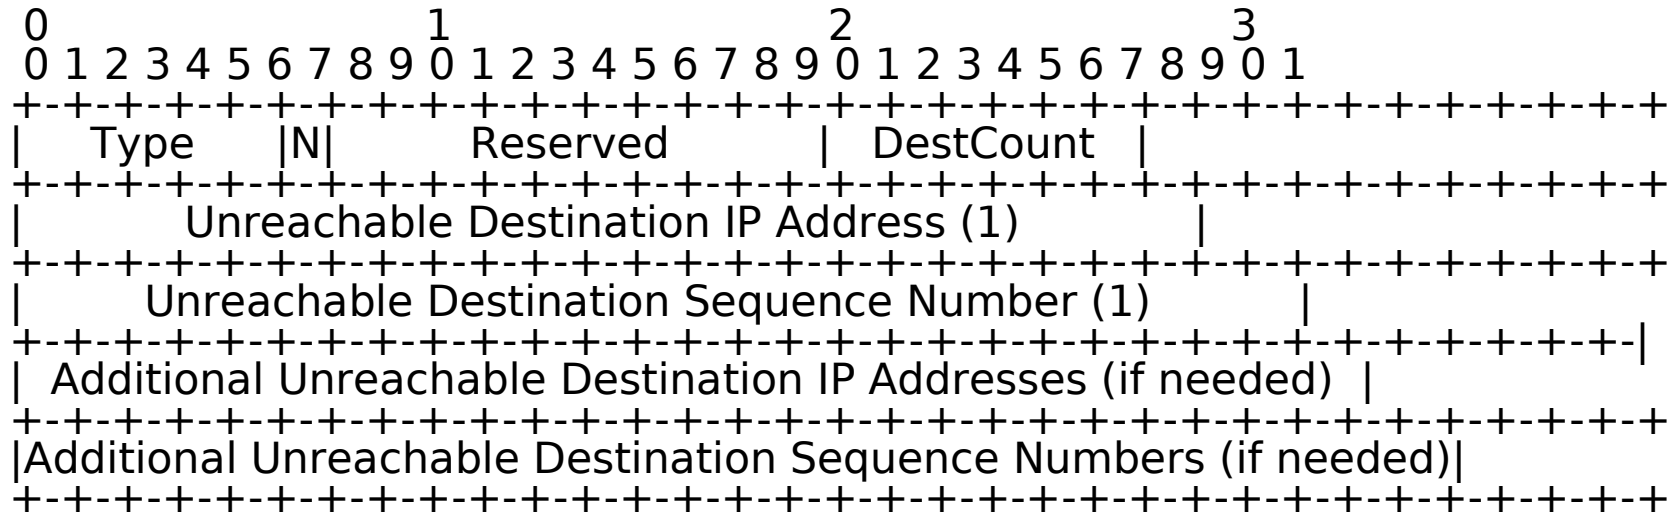 0                   1                   2                   3
 0 1 2 3 4 5 6 7 8 9 0 1 2 3 4 5 6 7 8 9 0 1 2 3 4 5 6 7 8 9 0 1
+-+-+-+-+-+-+-+-+-+-+-+-+-+-+-+-+-+-+-+-+-+-+-+-+-+-+-+-+-+-+-+-+
|     Type      |N|          Reserved           |   DestCount   |
+-+-+-+-+-+-+-+-+-+-+-+-+-+-+-+-+-+-+-+-+-+-+-+-+-+-+-+-+-+-+-+-+
|            Unreachable Destination IP Address (1)             |
+-+-+-+-+-+-+-+-+-+-+-+-+-+-+-+-+-+-+-+-+-+-+-+-+-+-+-+-+-+-+-+-+
|         Unreachable Destination Sequence Number (1)           |
+-+-+-+-+-+-+-+-+-+-+-+-+-+-+-+-+-+-+-+-+-+-+-+-+-+-+-+-+-+-+-+-|
|  Additional Unreachable Destination IP Addresses (if needed)  |
+-+-+-+-+-+-+-+-+-+-+-+-+-+-+-+-+-+-+-+-+-+-+-+-+-+-+-+-+-+-+-+-+
|Additional Unreachable Destination Sequence Numbers (if needed)|
+-+-+-+-+-+-+-+-+-+-+-+-+-+-+-+-+-+-+-+-+-+-+-+-+-+-+-+-+-+-+-+-+